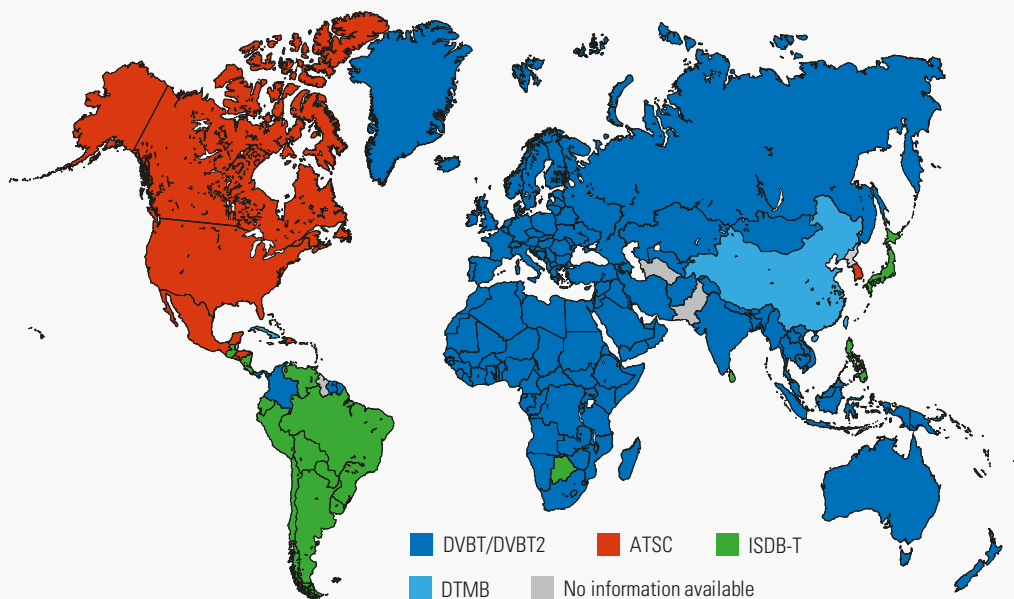 DVBT/DVBT2 ATSC ISDB-T
DTMB No information available